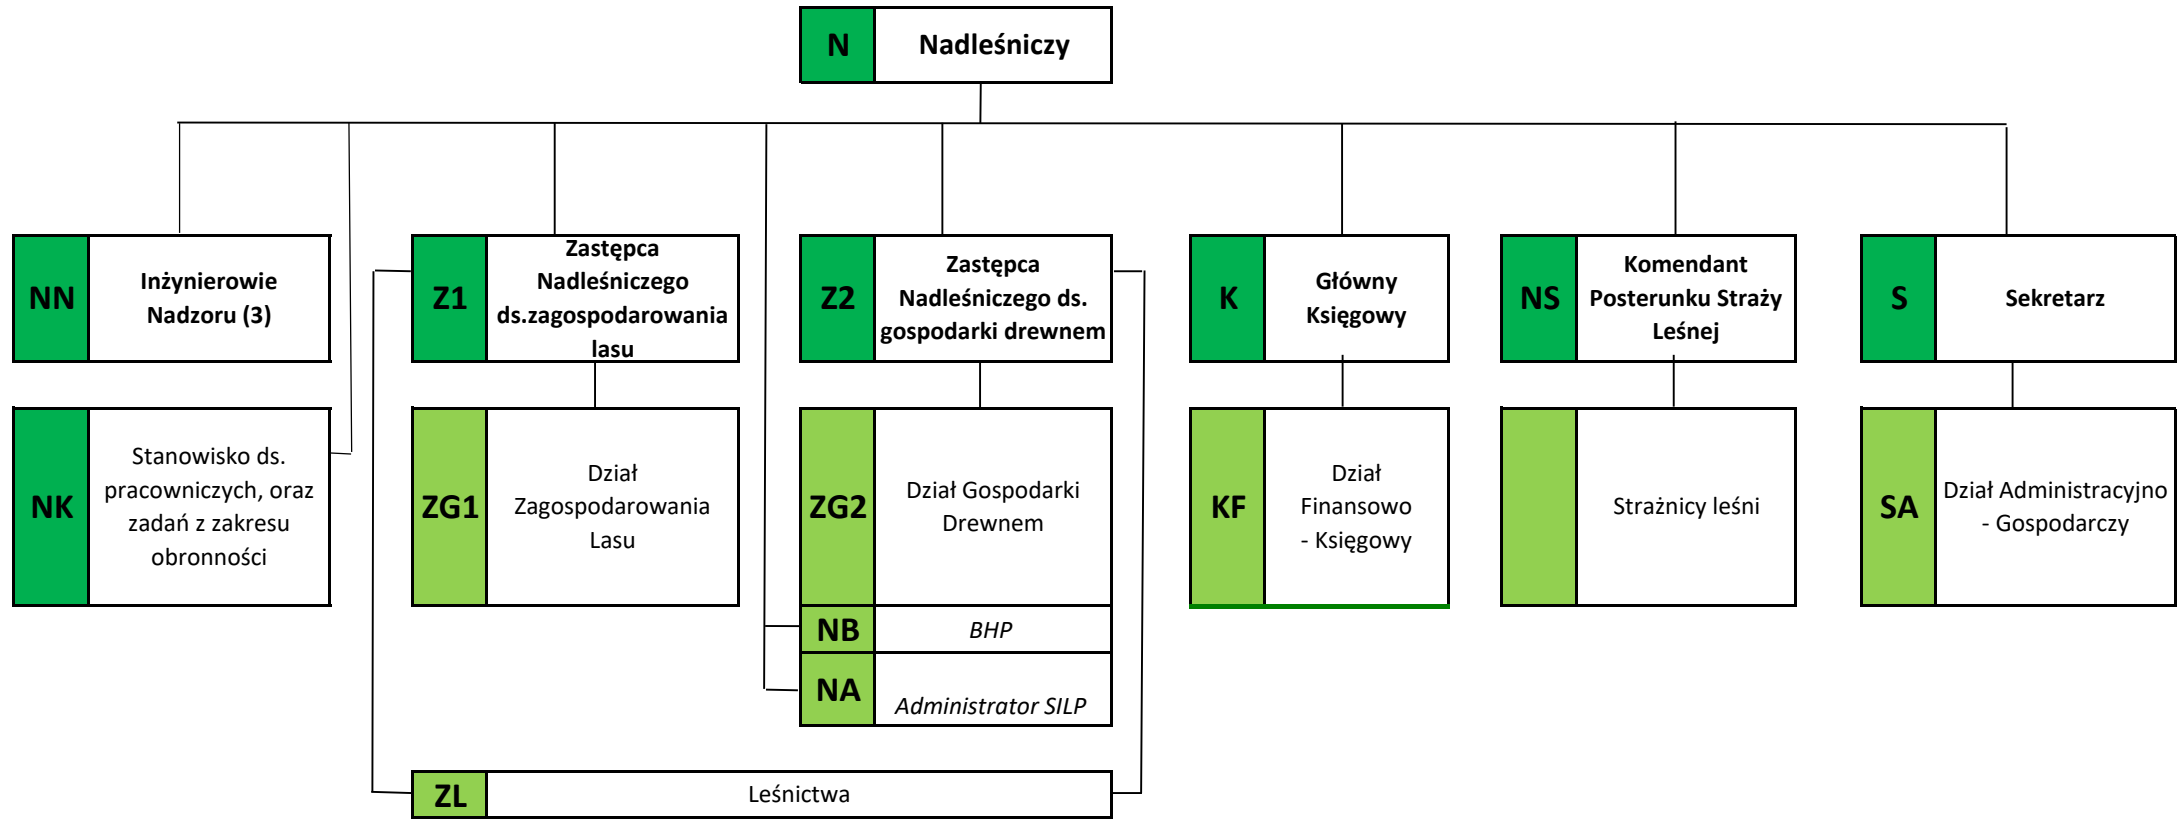 N
Nadleśniczy
NN
Inżynierowie
Nadzoru (3)
Z1
Zastępca
Nadleśniczego
ds.zagospodarowania
lasu
Z2
Zastępca
Nadleśniczego ds.
gospodarki drewnem
K
Główny
Księgowy
NS
Komendant
Posterunku Straży
Leśnej
S
Sekretarz
NK
Stanowisko ds.
pracowniczych, oraz
zadań z zakresu
obronności
ZG1
Dział
Zagospodarowania
Lasu
ZG2
Dział Gospodarki
Drewnem
KF
Dział
Finansowo
- Księgowy
Strażnicy leśni
SA
Dział Administracyjno
- Gospodarczy
NB
BHP
NA
Administrator SILP
ZL
Leśnictwa